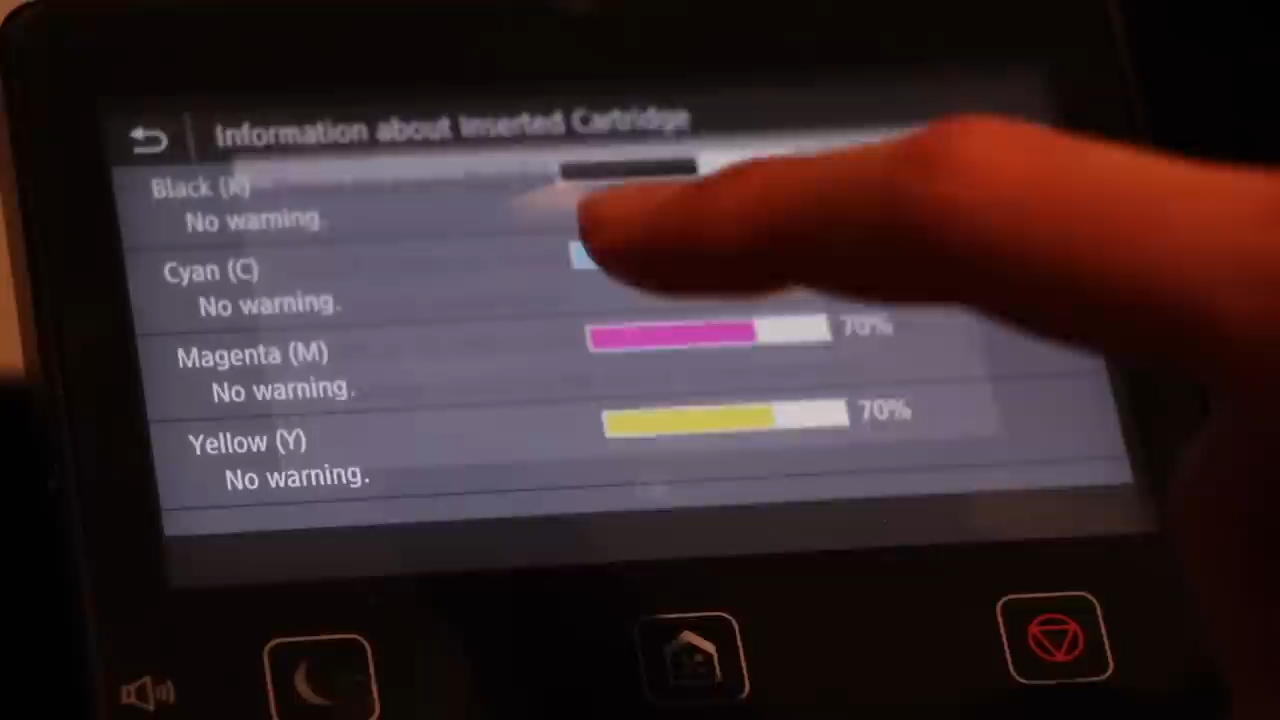 Information about Inserted Cartridge
Black (K)
No warning.
Cyan (C)
No warning.
Magenta (M) 70%
No warning.
Yellow (Y) 70%
No warning.